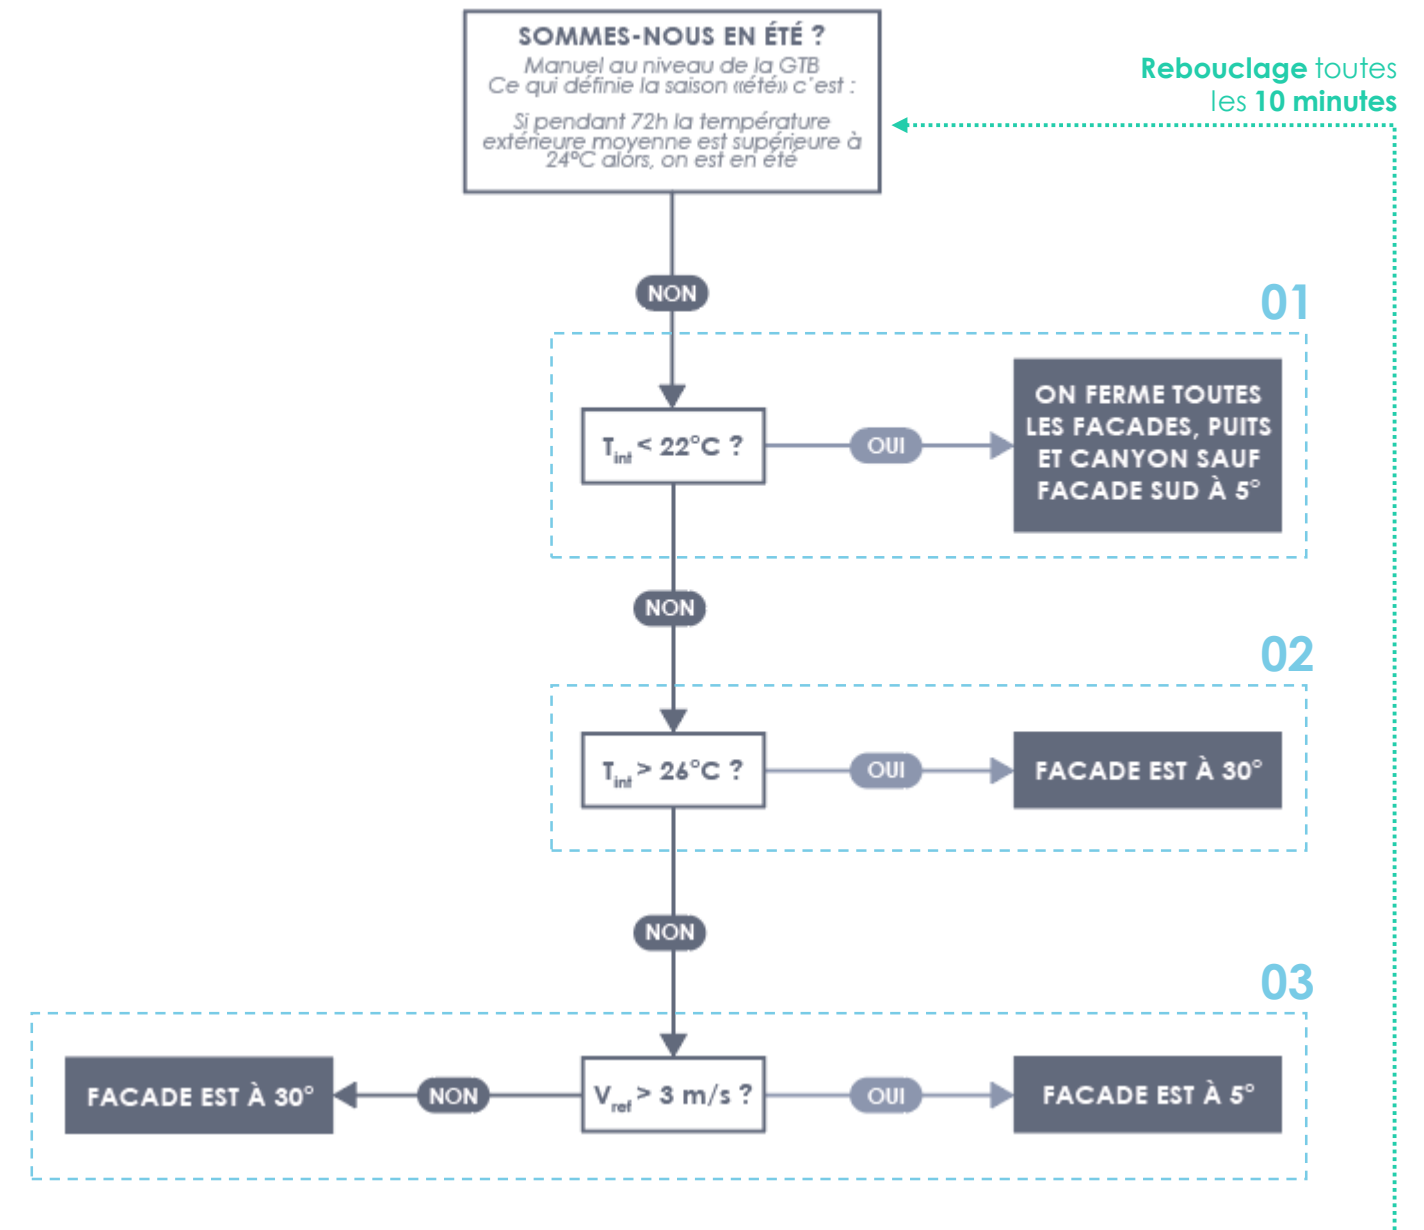 SOMMES-NOUS EN ÉTÉ ?
Manuel au niveau de la GTB
Ce qui définie la saison «été» c'est :
Si pendant 72h la température
extérieure moyenne est supérieure à
24°C alors, on est en été
Rebouclage toutes
les 10 minutes
NON
01
T_int < 22°C ?
OUI
ON FERME TOUTES
LES FACADES, PUITS
ET CANYON SAUF
FACADE SUD À 5°
NON
02
T_int > 26°C ?
OUI
FACADE EST À 30°
NON
03
FACADE EST À 30°
NON
V_ref > 3 m/s ?
OUI
FACADE EST À 5°